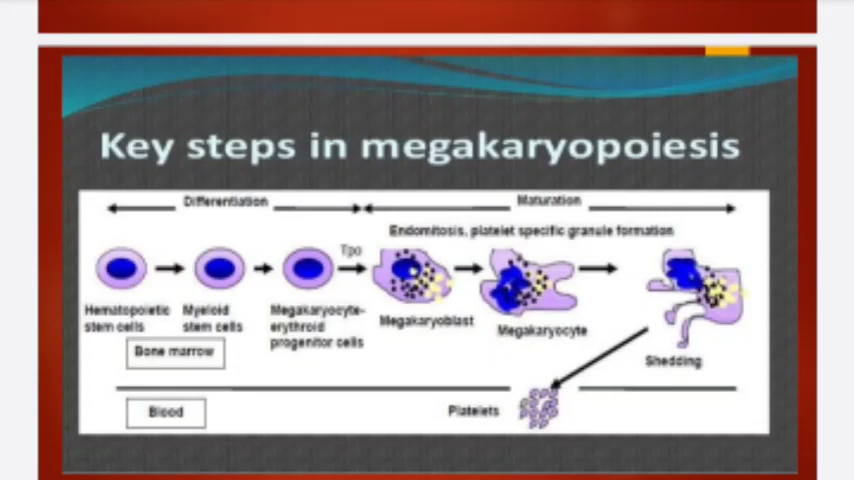 Key steps in megakaryopoiesis
Differentiation
Maturation
Endomitosis, platelet specific granule formation
Tpo
Hematopoietic
stem cells
Myeloid
stem cells
Megakaryocyte-
erythroid
progenitor cells
Megakaryoblast
Megakaryocyte
Shedding
Bone marrow
Blood
Platelets